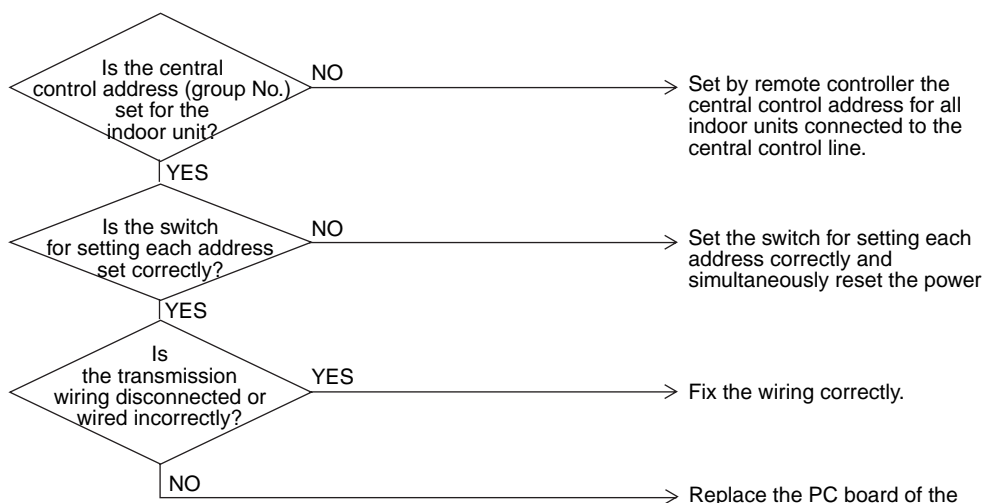 Is the central
control address (group No.)
set for the
indoor unit?
NO
Set by remote controller the
central control address for all
indoor units connected to the
central control line.
YES
Is the switch
for setting each address
set correctly?
NO
Set the switch for setting each
address correctly and
simultaneously reset the power
YES
Is
the transmission
wiring disconnected or
wired incorrectly?
YES
Fix the wiring correctly.
NO
Replace the PC board of the